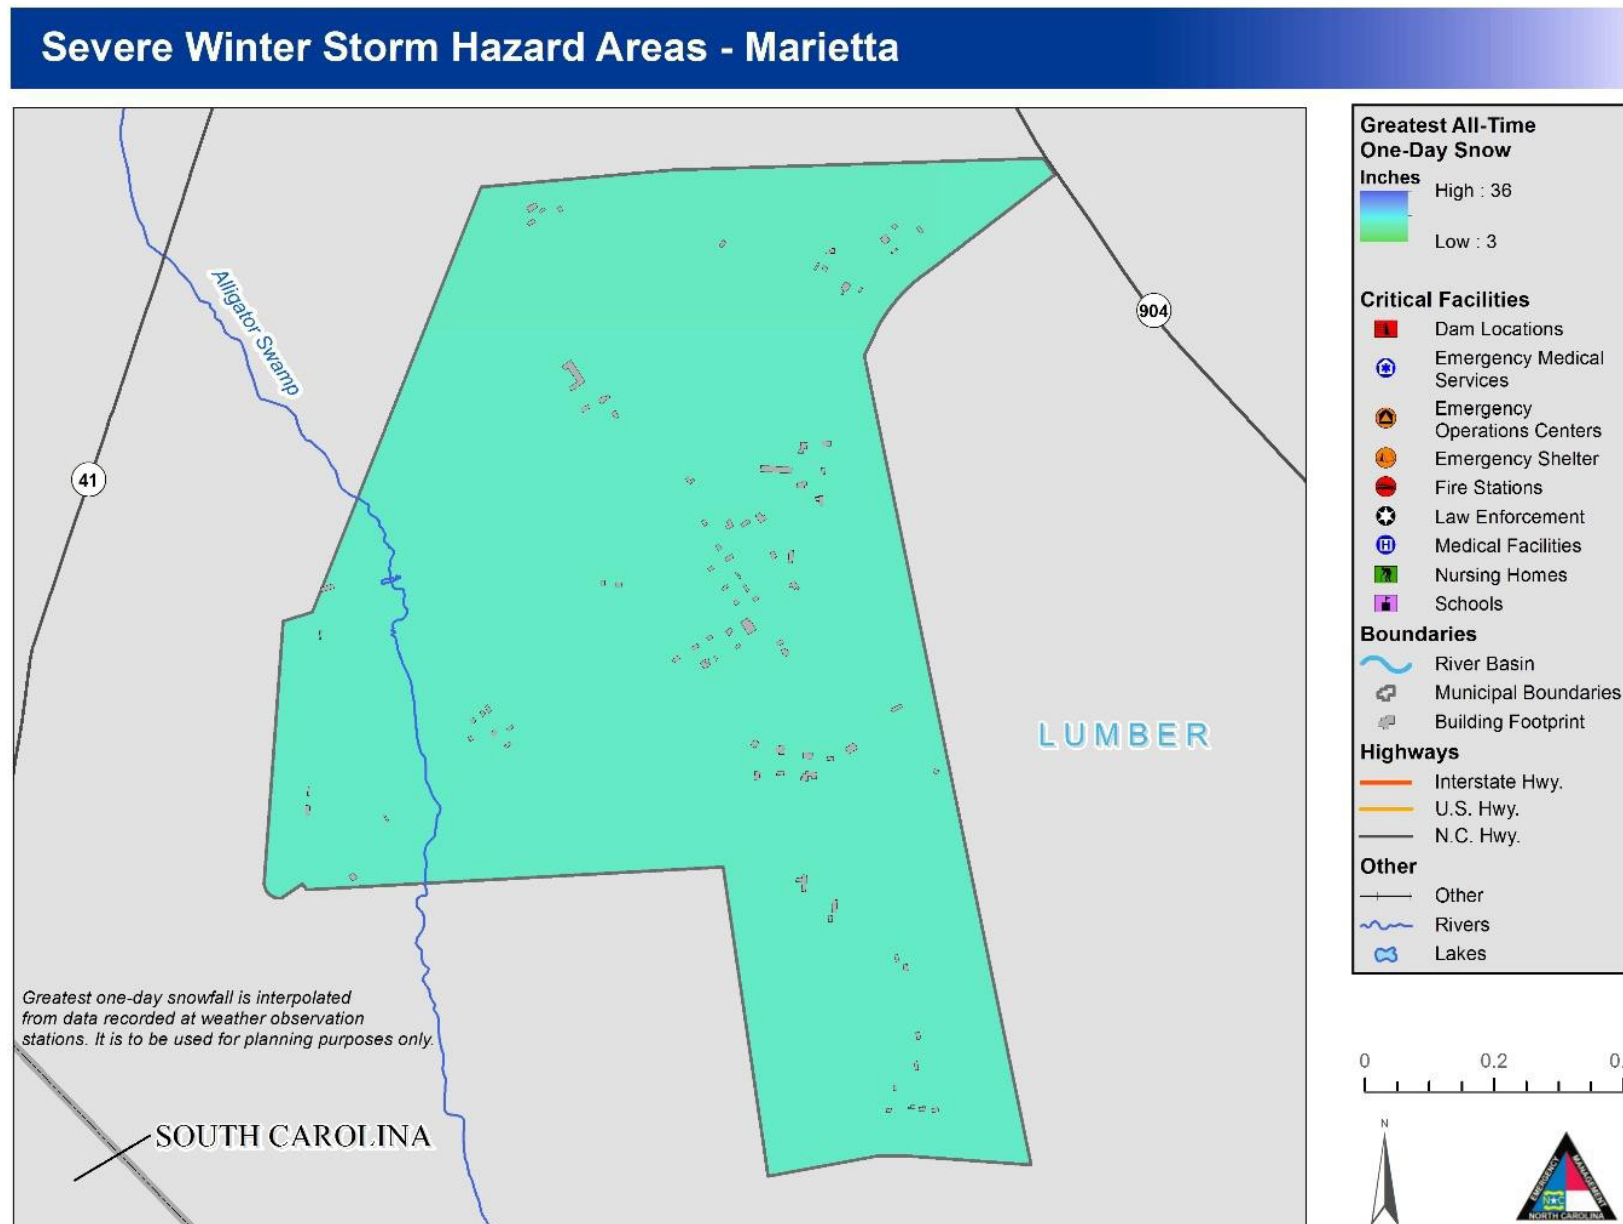 Severe Winter Storm Hazard Areas - Marietta
Alligator Swamp
41
904
LUMBER
Greatest one-day snowfall is interpolated
from data recorded at weather observation
stations. It is to be used for planning purposes only.
SOUTH CAROLINA
Greatest All-Time
One-Day Snow
Inches
High : 36
Low : 3
Critical Facilities
Dam Locations
Emergency Medical
Services
Emergency
Operations Centers
Emergency Shelter
Fire Stations
Law Enforcement
H
Medical Facilities
Nursing Homes
Schools
Boundaries
River Basin
Municipal Boundaries
Building Footprint
Highways
Interstate Hwy.
U.S. Hwy.
N.C. Hwy.
Other
Other
Rivers
Lakes
0 0.2
N
EMERGENCY
MANAGEMENT
NORTH CAROLINA